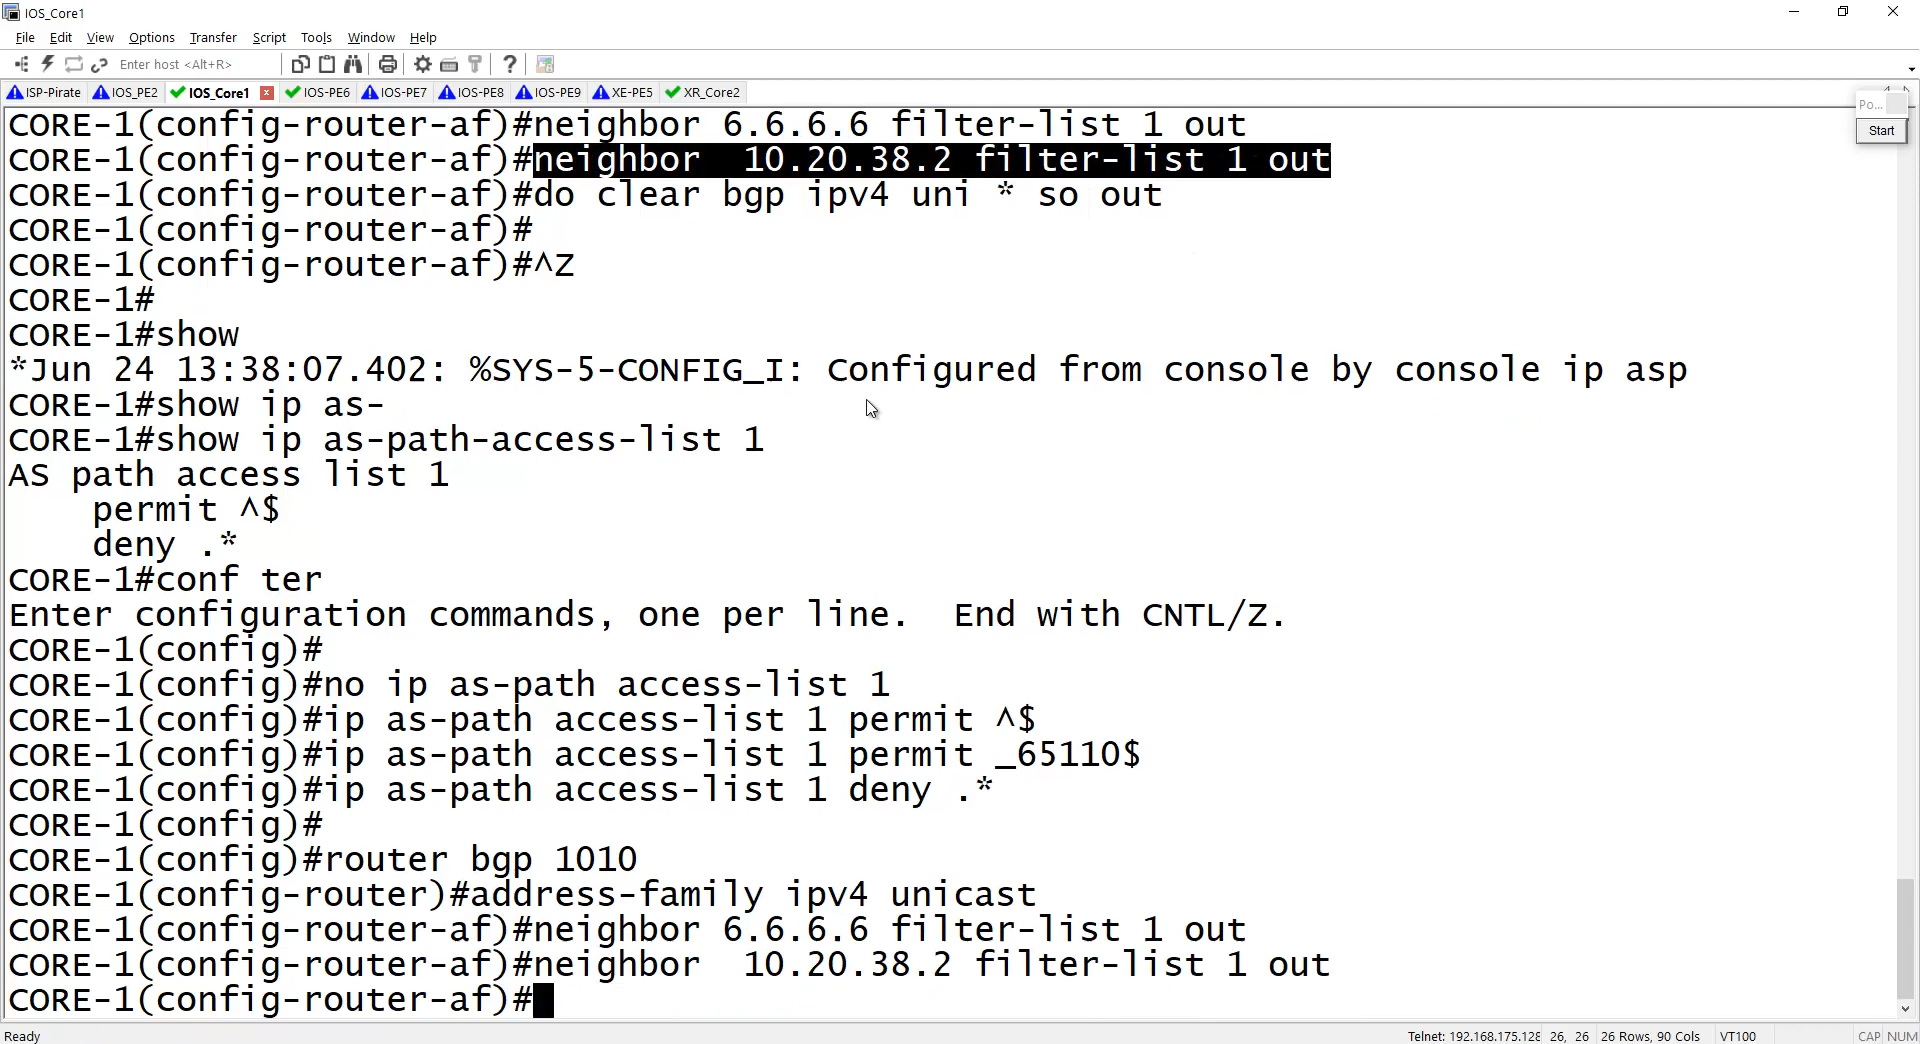 IOS_Core1
File Edit View Options Transfer Script Tools Window Help
Enter host <Alt+R>
ISP-Pirate IOS_PE2 IOS_Core1 IOS-PE6 IOS-PE7 IOS-PE8 IOS-PE9 XE-PE5 XR_Core2
Po...
Start
CORE-1(config-router-af)#neighbor 6.6.6.6 filter-list 1 out
CORE-1(config-router-af)#neighbor  10.20.38.2 filter-list 1 out
CORE-1(config-router-af)#do clear bgp ipv4 uni * so out
CORE-1(config-router-af)#
CORE-1(config-router-af)#^Z
CORE-1#
CORE-1#show
*Jun 24 13:38:07.402: %SYS-5-CONFIG_I: Configured from console by console ip asp
CORE-1#show ip as-
CORE-1#show ip as-path-access-list 1
AS path access list 1
    permit ^$
    deny .*
CORE-1#conf ter
Enter configuration commands, one per line.  End with CNTL/Z.
CORE-1(config)#
CORE-1(config)#no ip as-path access-list 1
CORE-1(config)#ip as-path access-list 1 permit ^$
CORE-1(config)#ip as-path access-list 1 permit _65110$
CORE-1(config)#ip as-path access-list 1 deny .*
CORE-1(config)#
CORE-1(config)#router bgp 1010
CORE-1(config-router)#address-family ipv4 unicast
CORE-1(config-router-af)#neighbor 6.6.6.6 filter-list 1 out
CORE-1(config-router-af)#neighbor  10.20.38.2 filter-list 1 out
CORE-1(config-router-af)#
Ready Telnet: 192.168.175.128 26, 26 26 Rows, 90 Cols VT100 CAP NUM